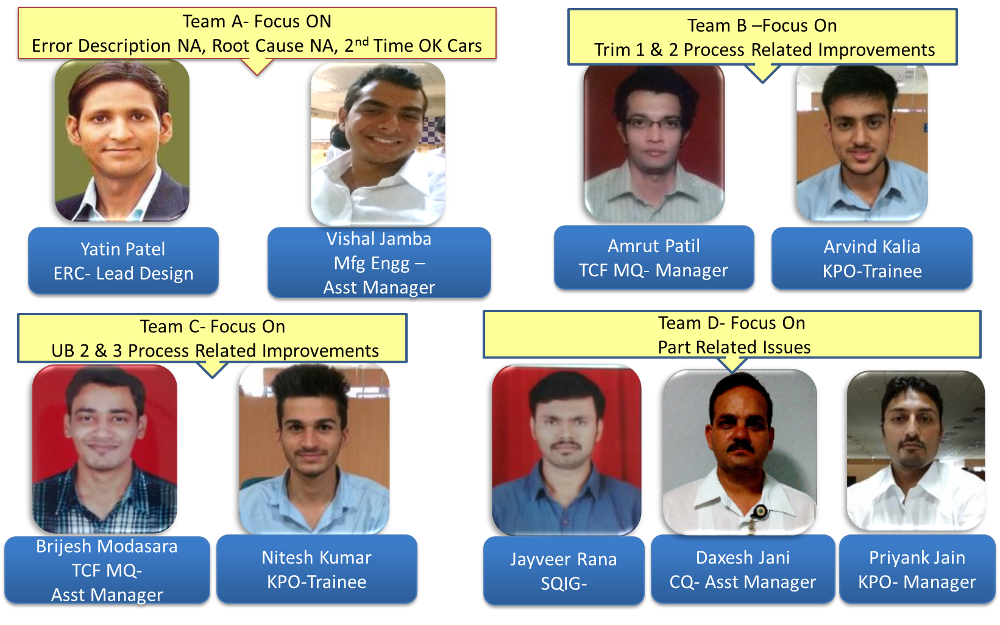 Team A- Focus ON
Error Description NA, Root Cause NA, 2nd Time OK Cars
Yatin Patel
ERC- Lead Design
Vishal Jamba
Mfg Engg –
Asst Manager
Team B –Focus On
Trim 1 & 2 Process Related Improvements
Amrut Patil
TCF MQ- Manager
Arvind Kalia
KPO-Trainee
Team C- Focus On
UB 2 & 3 Process Related Improvements
Brijesh Modasara
TCF MQ-
Asst Manager
Nitesh Kumar
KPO-Trainee
Team D- Focus On
Part Related Issues
Jayveer Rana
SQIG-
Daxesh Jani
CQ- Asst Manager
Priyank Jain
KPO- Manager